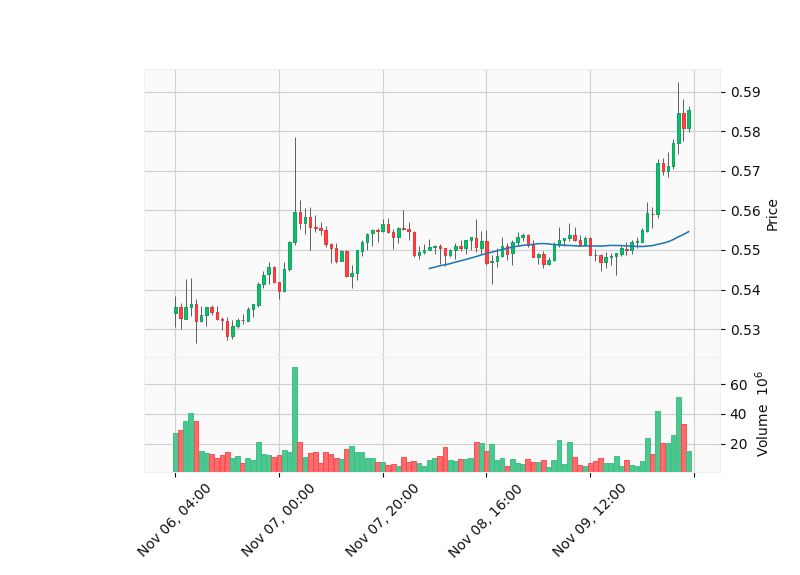 0.59
0.58
0.57
0.56
0.55
0.54
0.53
Price
60
40
20
Volume 10^6
Nov 06, 04:00
Nov 07, 00:00
Nov 07, 20:00
Nov 08, 16:00
Nov 09, 12:00